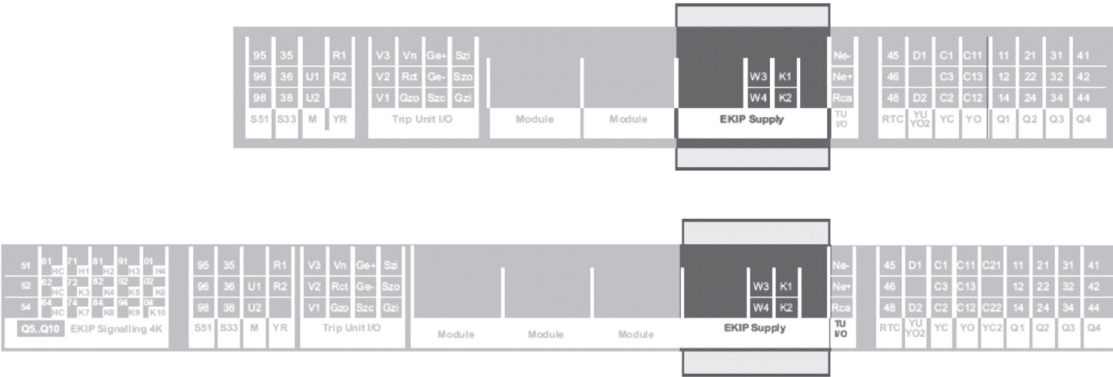 95 35 R1 V3 Vn Ge+ Szi Ne- 45 D1 C1 C11 11 21 31 41
96 36 U1 R2 V2 Rct Ge- Szo W3 K1 Ne+ 46 C3 C13 12 22 32 42
98 38 U2 V1 Gzo Szc Gzi W4 K2 Rca 48 D2 C2 C12 14 24 34 44
S51 S33 M YR Trip Unit I/O Module Module EKIP Supply TU I/O RTC YU YO2 YC YO Q1 Q2 Q3 Q4
51 61 HC 71 H1 81 H2 91 H3 01 H4 95 35 R1 V3 Vn Ge+ Szi Ne- 45 D1 C1 C11 C21 11 21 31 41
52 62 HC 72 K3 82 K4 92 K5 02 K6 96 36 U1 R2 V2 Rct Ge- Szo W3 K1 Ne+ 46 C3 C13 12 22 32 42
54 64 HC 74 K7 84 K8 94 K9 04 K10 98 38 U2 V1 Gzo Szc Gzi W4 K2 Rca 48 D2 C2 C12 C22 14 24 34 44
Q5..Q10 EKIP Signalling 4K S51 S33 M YR Trip Unit I/O Module Module Module EKIP Supply TU I/O RTC YU YO2 YC YO YC2 Q1 Q2 Q3 Q4